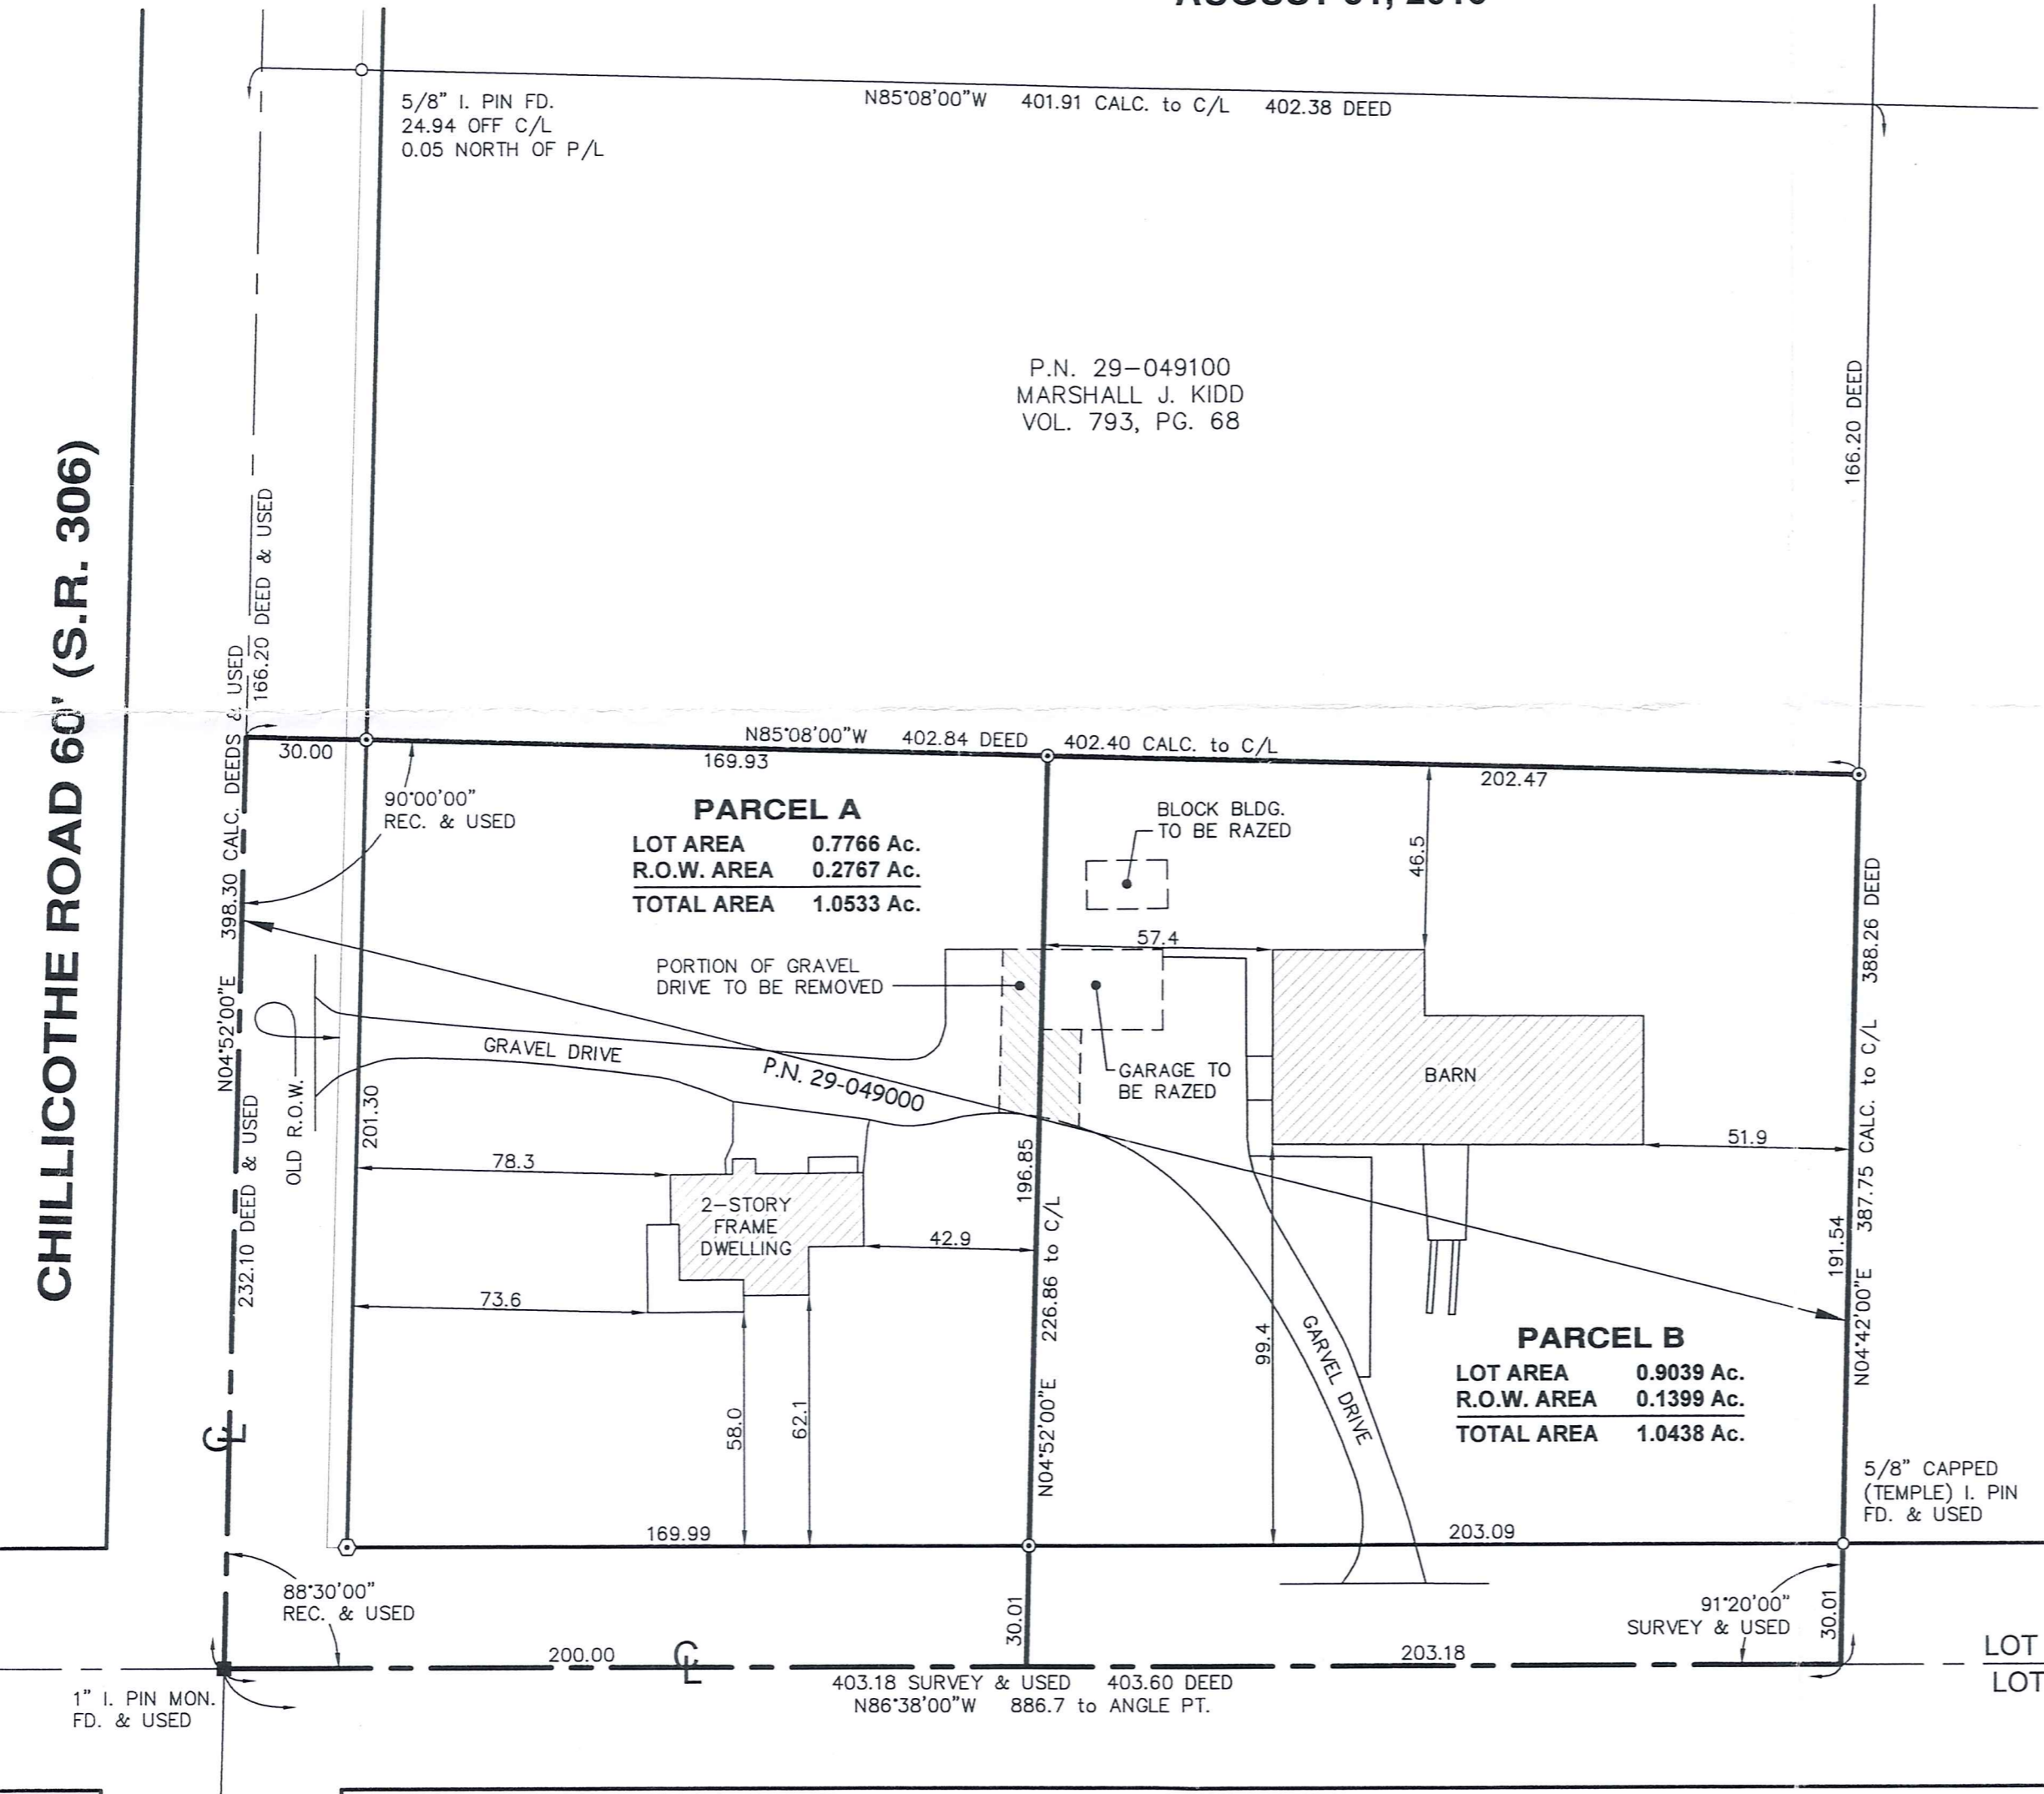 5/8" I. PIN FD.
24.94 OFF C/L
0.05 NORTH OF P/L
N85°08'00"W 401.91 CALC. to C/L 402.38 DEED
P.N. 29-049100
MARSHALL J. KIDD
VOL. 793, PG. 68
166.20 DEED
CHILLICOTHE ROAD 60' (S.R. 306)
166.20 DEED & USED
N04°52'00"E 398.30 CALC. DEEDS & USED
232.10 DEED & USED
30.00
N85°08'00"W 402.84 DEED 402.40 CALC. to C/L
169.93
202.47
90°00'00"
REC. & USED
PARCEL A
LOT AREA 0.7766 Ac.
R.O.W. AREA 0.2767 Ac.
TOTAL AREA 1.0533 Ac.
BLOCK BLDG.
TO BE RAZED
46.5
57.4
PORTION OF GRAVEL
DRIVE TO BE REMOVED
GRAVEL DRIVE
P.N. 29-049000
GARAGE TO
BE RAZED
BARN
51.9
OLD R.O.W.
201.30
78.3
2-STORY
FRAME
DWELLING
42.9
73.6
58.0
62.1
196.85
N04°52'00"E 226.86 to C/L
99.4
GARVEL DRIVE
191.54
N04°42'00"E 387.75 CALC. to C/L 388.26 DEED
PARCEL B
LOT AREA 0.9039 Ac.
R.O.W. AREA 0.1399 Ac.
TOTAL AREA 1.0438 Ac.
5/8" CAPPED
(TEMPLE) I. PIN
FD. & USED
CL
169.99
203.09
88°30'00"
REC. & USED
30.01
91°20'00"
SURVEY & USED
30.01
200.00
CL
203.18
LOT
LOT
403.18 SURVEY & USED 403.60 DEED
N86°38'00"W 886.7 to ANGLE PT.
1" I. PIN MON.
FD. & USED